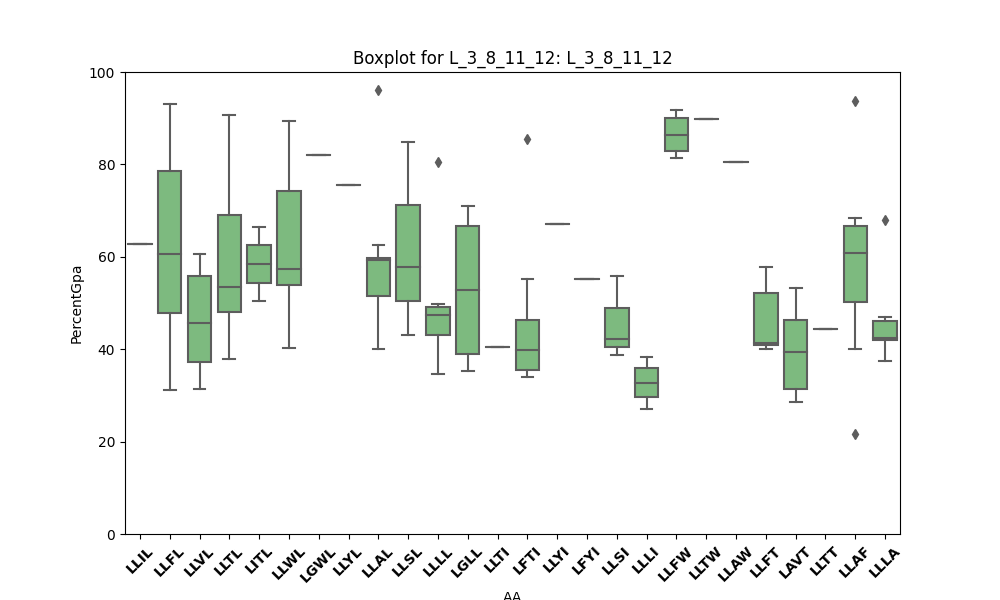 Boxplot for L_3_8_11_12: L_3_8_11_12
100
80
60
40
20
0
PercentGpa
LLIL LLFL LLVL LLTL LITL LLWL LGWL LLYL LLAL LLSL LLLL LGLL LLTI LFTI LLYI LFYI LLSI LLLI LLFW LLTW LLAW LLFT LAVT LLTT LLAF LLLA
AA